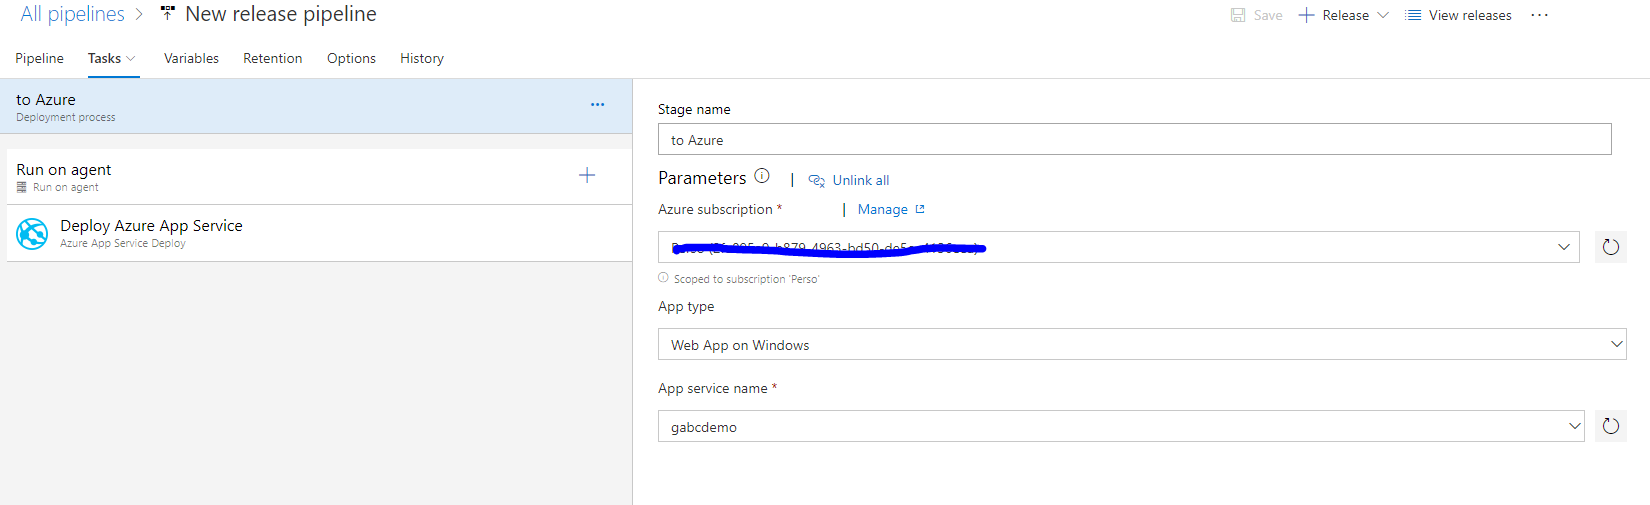 All pipelines > New release pipeline
Save + Release View releases ...
Pipeline Tasks Variables Retention Options History
to Azure
Deployment process
Run on agent
Run on agent
Deploy Azure App Service
Azure App Service Deploy
Stage name
to Azure
Parameters | Unlink all
Azure subscription * | Manage
Scoped to subscription 'Perso'
App type
Web App on Windows
App service name *
gabcdemo